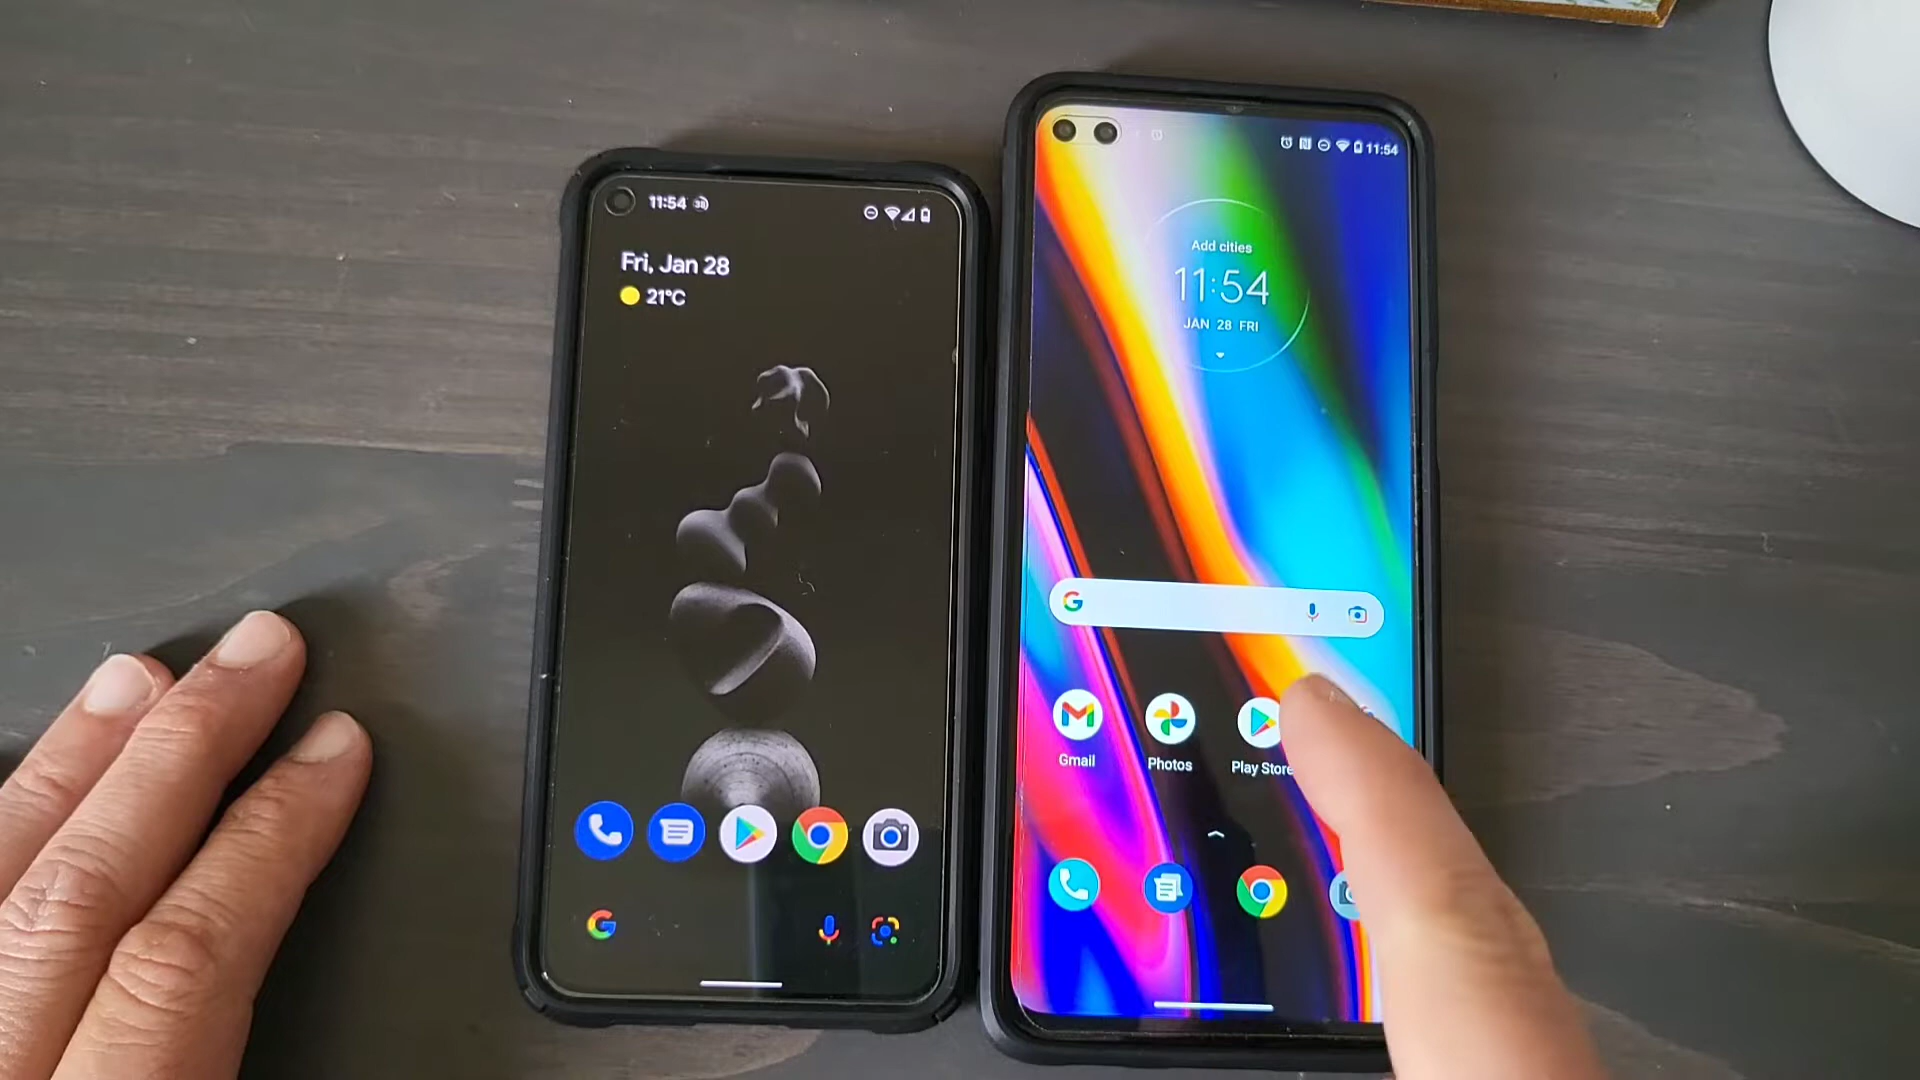 11:54
Fri, Jan 28
21°C
11:54
Add cities
11:54
JAN 28 FRI
Gmail
Photos
Play Store